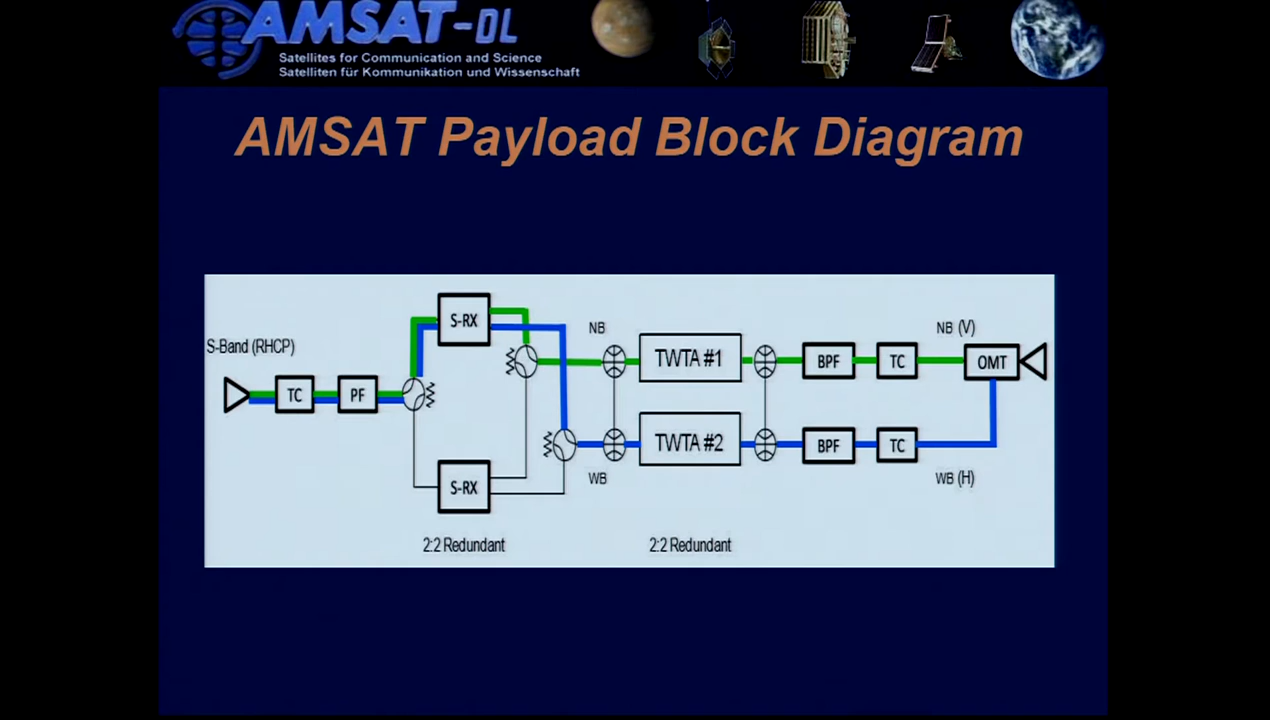 AMSAT-DL
Satellites for Communication and Science
Satelliten für Kommunikation und Wissenschaft
AMSAT Payload Block Diagram
S-Band (RHCP)
TC
PF
S-RX
S-RX
2:2 Redundant
NB
WB
TWTA #1
TWTA #2
2:2 Redundant
BPF
TC
NB (V)
OMT
BPF
TC
WB (H)